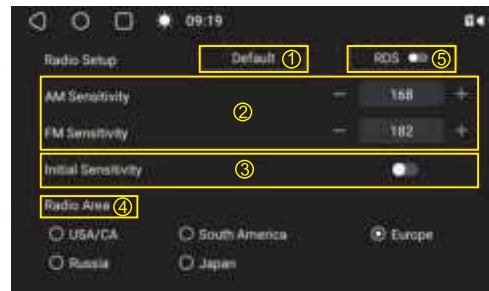 09:19
Radio Setup Default ① RDS ⑤
AM Sensitivity − 168 +
②
FM Sensitivity − 182 +
Initial Sensitivity ③
Radio Area ④
USA/CA South America Europe
Russia Japan